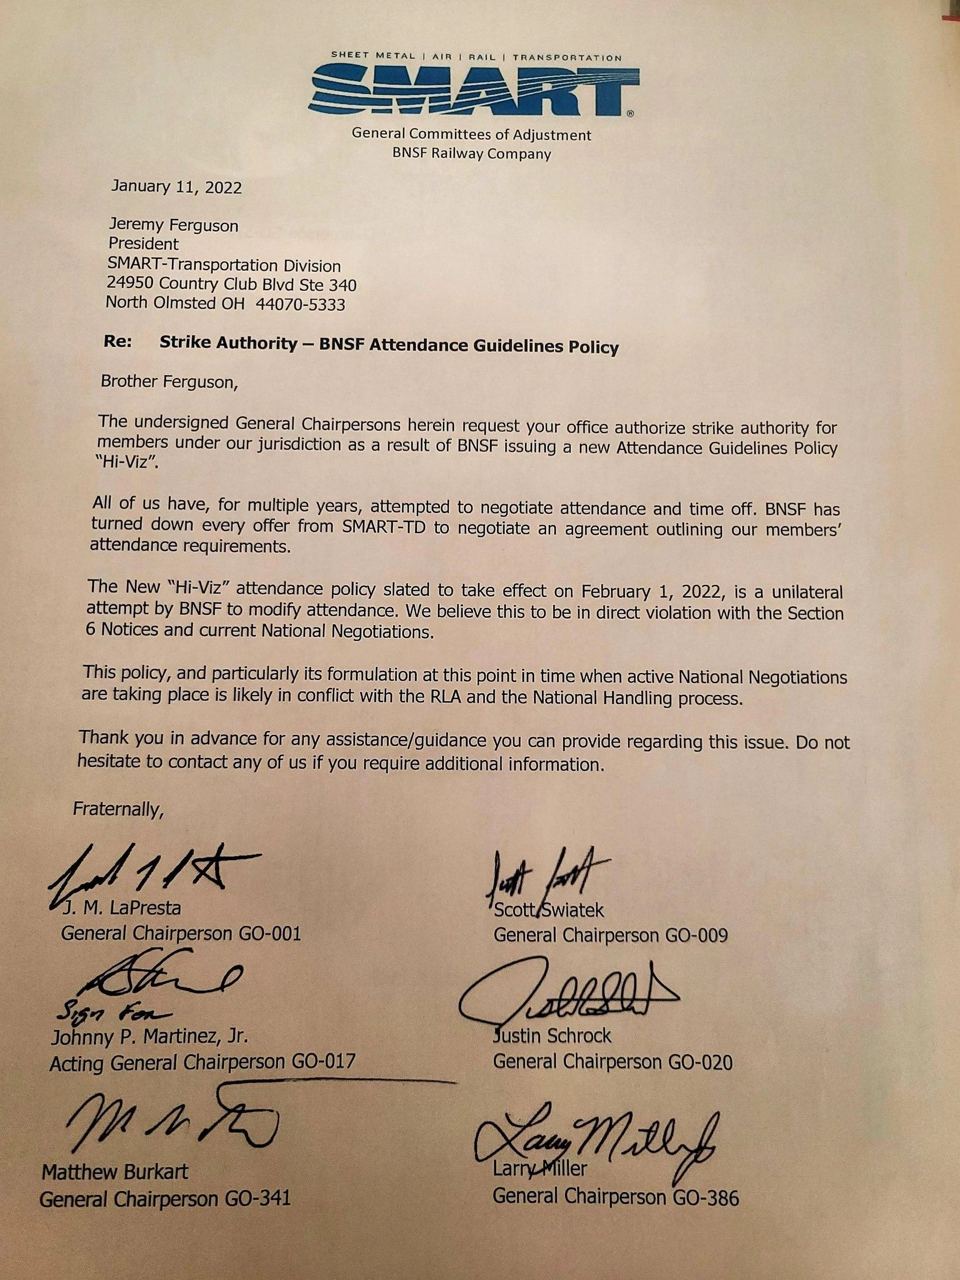 SHEET METAL | AIR | RAIL | TRANSPORTATION
SMART®
General Committees of Adjustment
BNSF Railway Company
January 11, 2022
Jeremy Ferguson
President
SMART-Transportation Division
24950 Country Club Blvd Ste 340
North Olmsted OH 44070-5333
Re: Strike Authority – BNSF Attendance Guidelines Policy
Brother Ferguson,
The undersigned General Chairpersons herein request your office authorize strike authority for
members under our jurisdiction as a result of BNSF issuing a new Attendance Guidelines Policy
“Hi-Viz”.
All of us have, for multiple years, attempted to negotiate attendance and time off. BNSF has
turned down every offer from SMART-TD to negotiate an agreement outlining our members’
attendance requirements.
The New “Hi-Viz” attendance policy slated to take effect on February 1, 2022, is a unilateral
attempt by BNSF to modify attendance. We believe this to be in direct violation with the Section
6 Notices and current National Negotiations.
This policy, and particularly its formulation at this point in time when active National Negotiations
are taking place is likely in conflict with the RLA and the National Handling process.
Thank you in advance for any assistance/guidance you can provide regarding this issue. Do not
hesitate to contact any of us if you require additional information.
Fraternally,
J. M. LaPresta
General Chairperson GO-001
Scott Swiatek
General Chairperson GO-009
Sign For
Johnny P. Martinez, Jr.
Acting General Chairperson GO-017
Justin Schrock
General Chairperson GO-020
Matthew Burkart
General Chairperson GO-341
Larry Miller
Larry Miller
General Chairperson GO-386